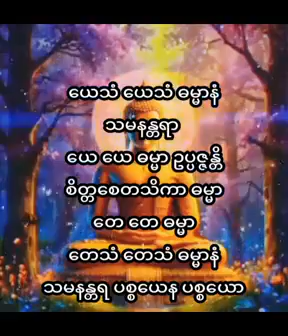 ယေသံ ယေသံ ဓမ္မာနံ
သမနန္တရာ
ယေ ယေ ဓမ္မာ ဥပ္ပဇ္ဇန္တိ
စိတ္တစေတသိကာ ဓမ္မာ
တေ တေ ဓမ္မာ
တေသံ တေသံ ဓမ္မာနံ
သမနန္တရ ပစ္စယေန ပစ္စယော